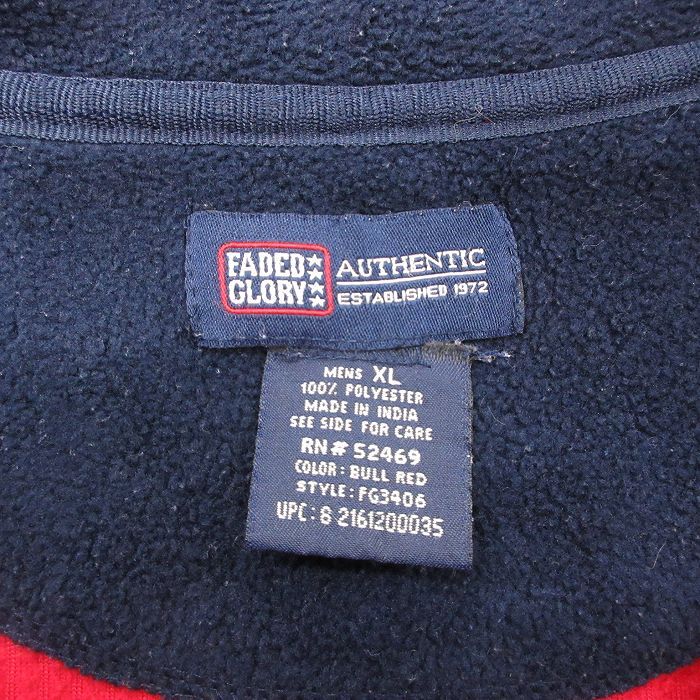 FADED
GLORY
AUTHENTIC
ESTABLISHED 1972
MENS XL
100% POLYESTER
MADE IN INDIA
SEE SIDE FOR CARE
RN# 52469
COLOR: BULL RED
STYLE: FG3406
UPC: 8 2161200035